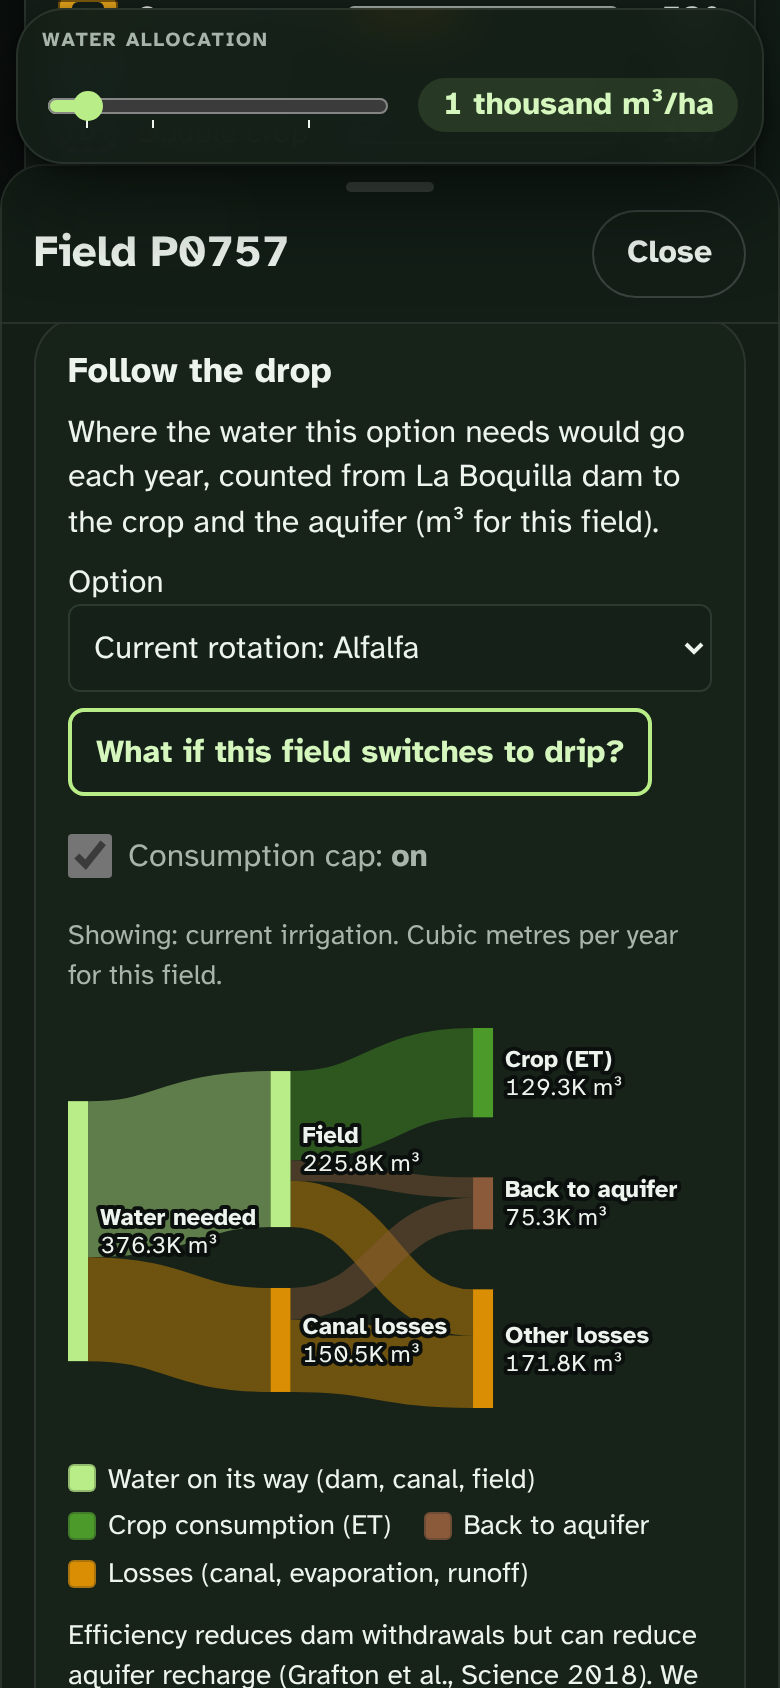 WATER ALLOCATION
1 thousand m³/ha
Field P0757
Close
Follow the drop
Where the water this option needs would go
each year, counted from La Boquilla dam to
the crop and the aquifer (m³ for this field).
Option
Current rotation: Alfalfa
What if this field switches to drip?
Consumption cap: on
Showing: current irrigation. Cubic metres per year
for this field.
Crop (ET)
129.3K m³
Field
225.8K m³
Back to aquifer
75.3K m³
Water needed
376.3K m³
Canal losses
150.5K m³
Other losses
171.8K m³
Water on its way (dam, canal, field)
Crop consumption (ET)
Back to aquifer
Losses (canal, evaporation, runoff)
Efficiency reduces dam withdrawals but can reduce
aquifer recharge (Grafton et al., Science 2018). We